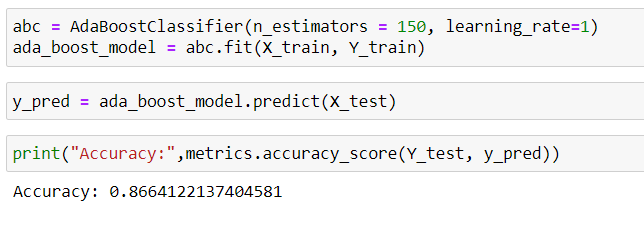 abc = AdaBoostClassifier(n_estimators = 150, learning_rate=1)
ada_boost_model = abc.fit(X_train, Y_train)
y_pred = ada_boost_model.predict(X_test)
print("Accuracy:",metrics.accuracy_score(Y_test, y_pred))
Accuracy: 0.8664122137404581